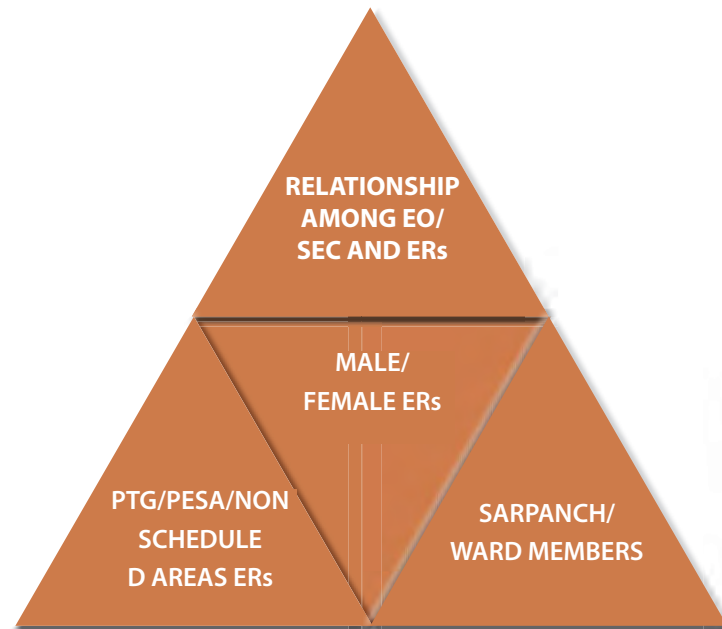 RELATIONSHIP
AMONG EO/
SEC AND ERs
MALE/
FEMALE ERs
PTG/PESA/NON
SCHEDULE
D AREAS ERs
SARPANCH/
WARD MEMBERS